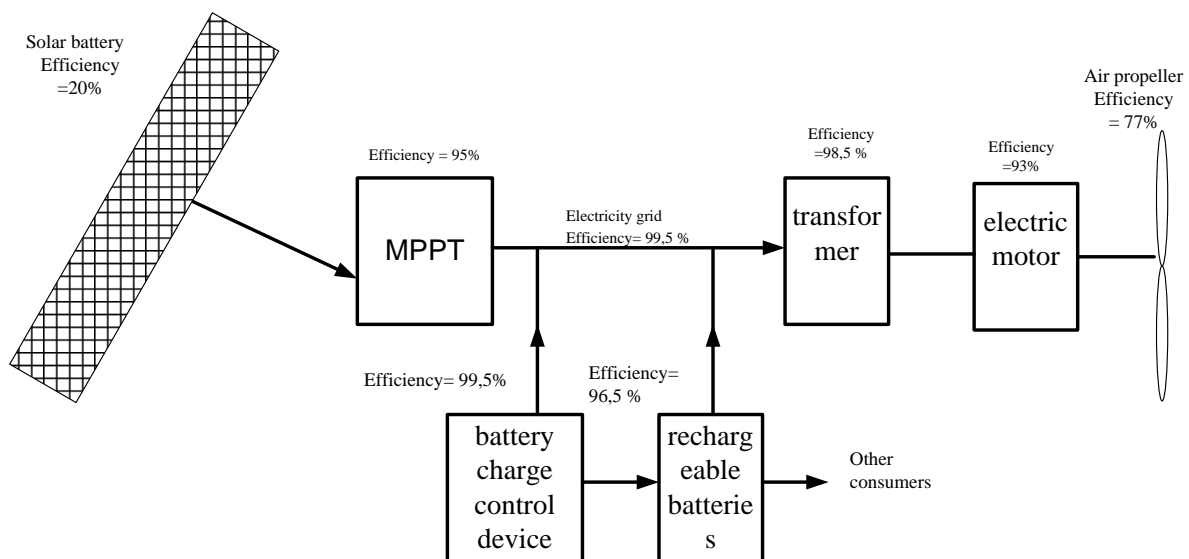 Solar battery
Efficiency
=20%
Air propeller
Efficiency
= 77%
Efficiency = 95%
Efficiency
=98,5 %
Efficiency
=93%
MPPT
Electricity grid
Efficiency= 99,5 %
transfor
mer
electric
motor
Efficiency= 99,5%
Efficiency=
96,5 %
battery
charge
control
device
recharg
eable
batterie
s
Other
consumers